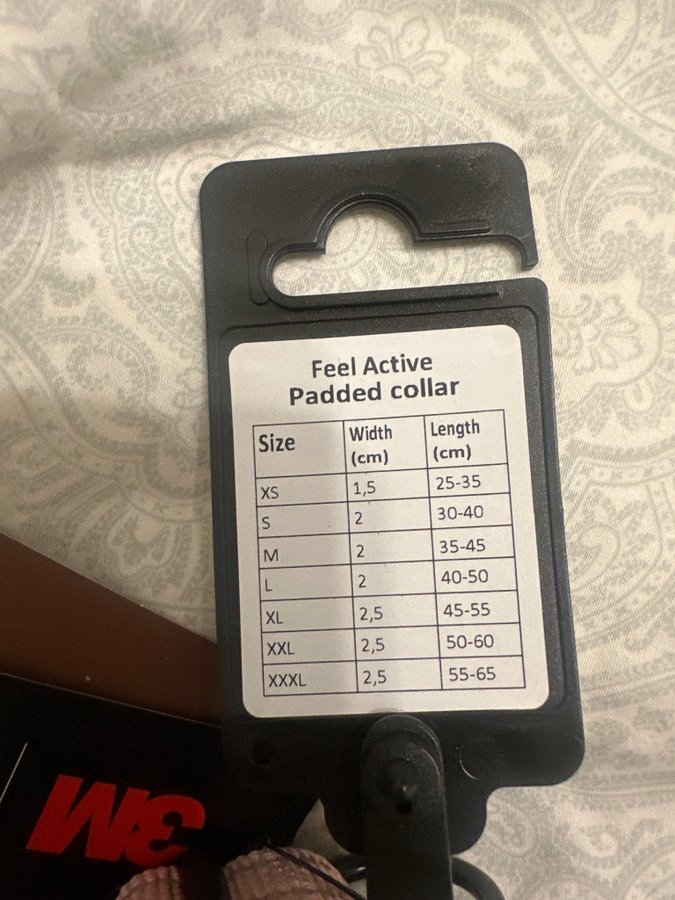 Feel Active
Padded collar
Size Width (cm) Length (cm)
XS 1,5 25-35
S 2 30-40
M 2 35-45
L 2 40-50
XL 2,5 45-55
XXL 2,5 50-60
XXXL 2,5 55-65
3M